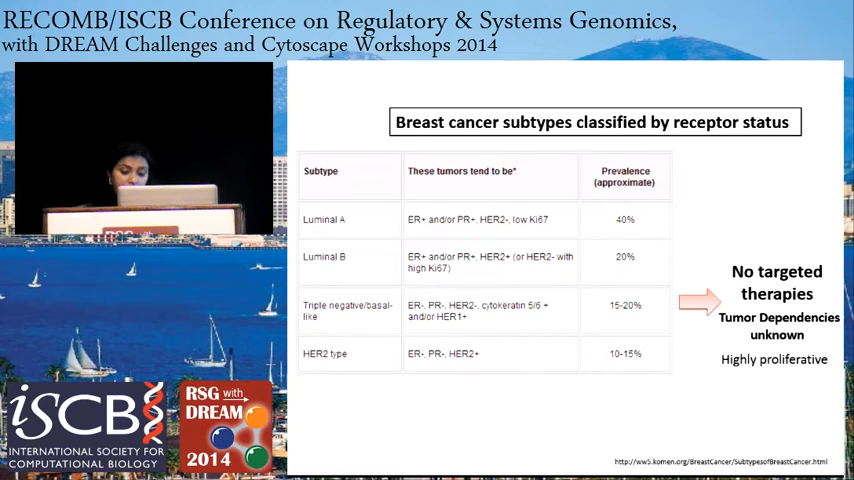 RECOMB/ISCB Conference on Regulatory & Systems Genomics,
with DREAM Challenges and Cytoscape Workshops 2014
Breast cancer subtypes classified by receptor status
Subtype These tumors tend to be* Prevalence (approximate)
Luminal A ER+ and/or PR+, HER2-, low Ki67 40%
Luminal B ER+ and/or PR+, HER2+ (or HER2- with high Ki67) 20%
Triple negative/basal-like ER-, PR-, HER2-, cytokeratin 5/6 + and/or HER1+ 15-20%
HER2 type ER-, PR-, HER2+ 10-15%
No targeted
therapies
Tumor Dependencies
unknown
Highly proliferative
http://ww5.komen.org/BreastCancer/SubtypesofBreastCancer.html
iSCB
INTERNATIONAL SOCIETY FOR
COMPUTATIONAL BIOLOGY
RSG with
DREAM
2014